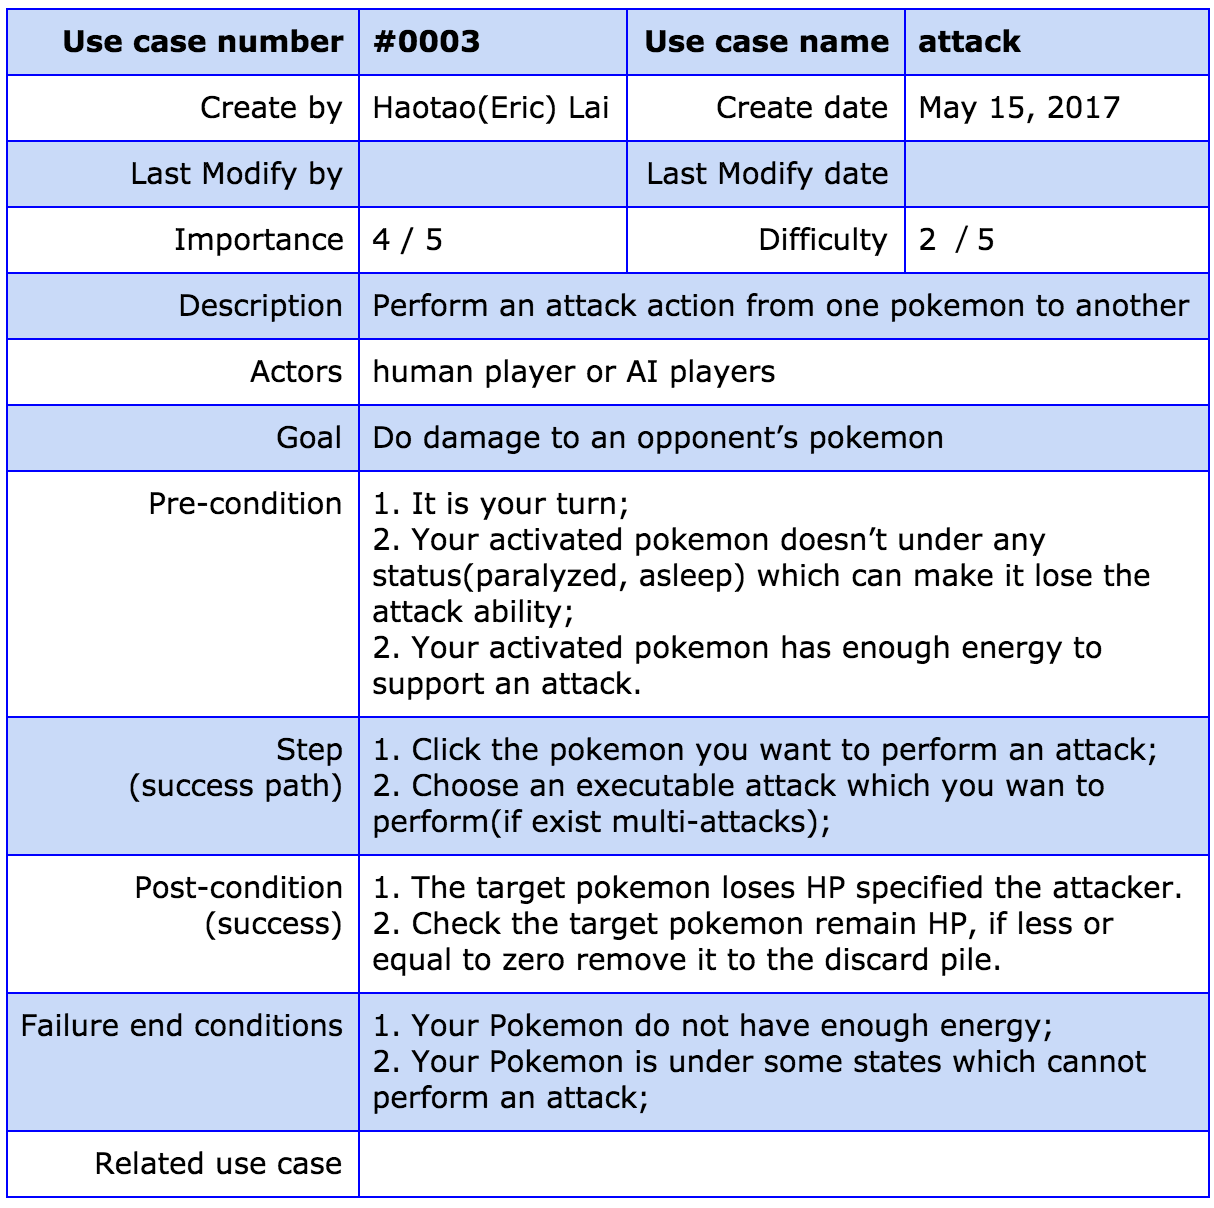 Use case number #0003 Use case name attack
Create by Haotao(Eric) Lai Create date May 15, 2017
Last Modify by Last Modify date
Importance 4 / 5 Difficulty 2 / 5
Description Perform an attack action from one pokemon to another
Actors human player or AI players
Goal Do damage to an opponent’s pokemon
Pre-condition 1. It is your turn;
2. Your activated pokemon doesn’t under any
status(paralyzed, asleep) which can make it lose the
attack ability;
2. Your activated pokemon has enough energy to
support an attack.
Step 1. Click the pokemon you want to perform an attack;
(success path) 2. Choose an executable attack which you wan to
perform(if exist multi-attacks);
Post-condition 1. The target pokemon loses HP specified the attacker.
(success) 2. Check the target pokemon remain HP, if less or
equal to zero remove it to the discard pile.
Failure end conditions 1. Your Pokemon do not have enough energy;
2. Your Pokemon is under some states which cannot
perform an attack;
Related use case